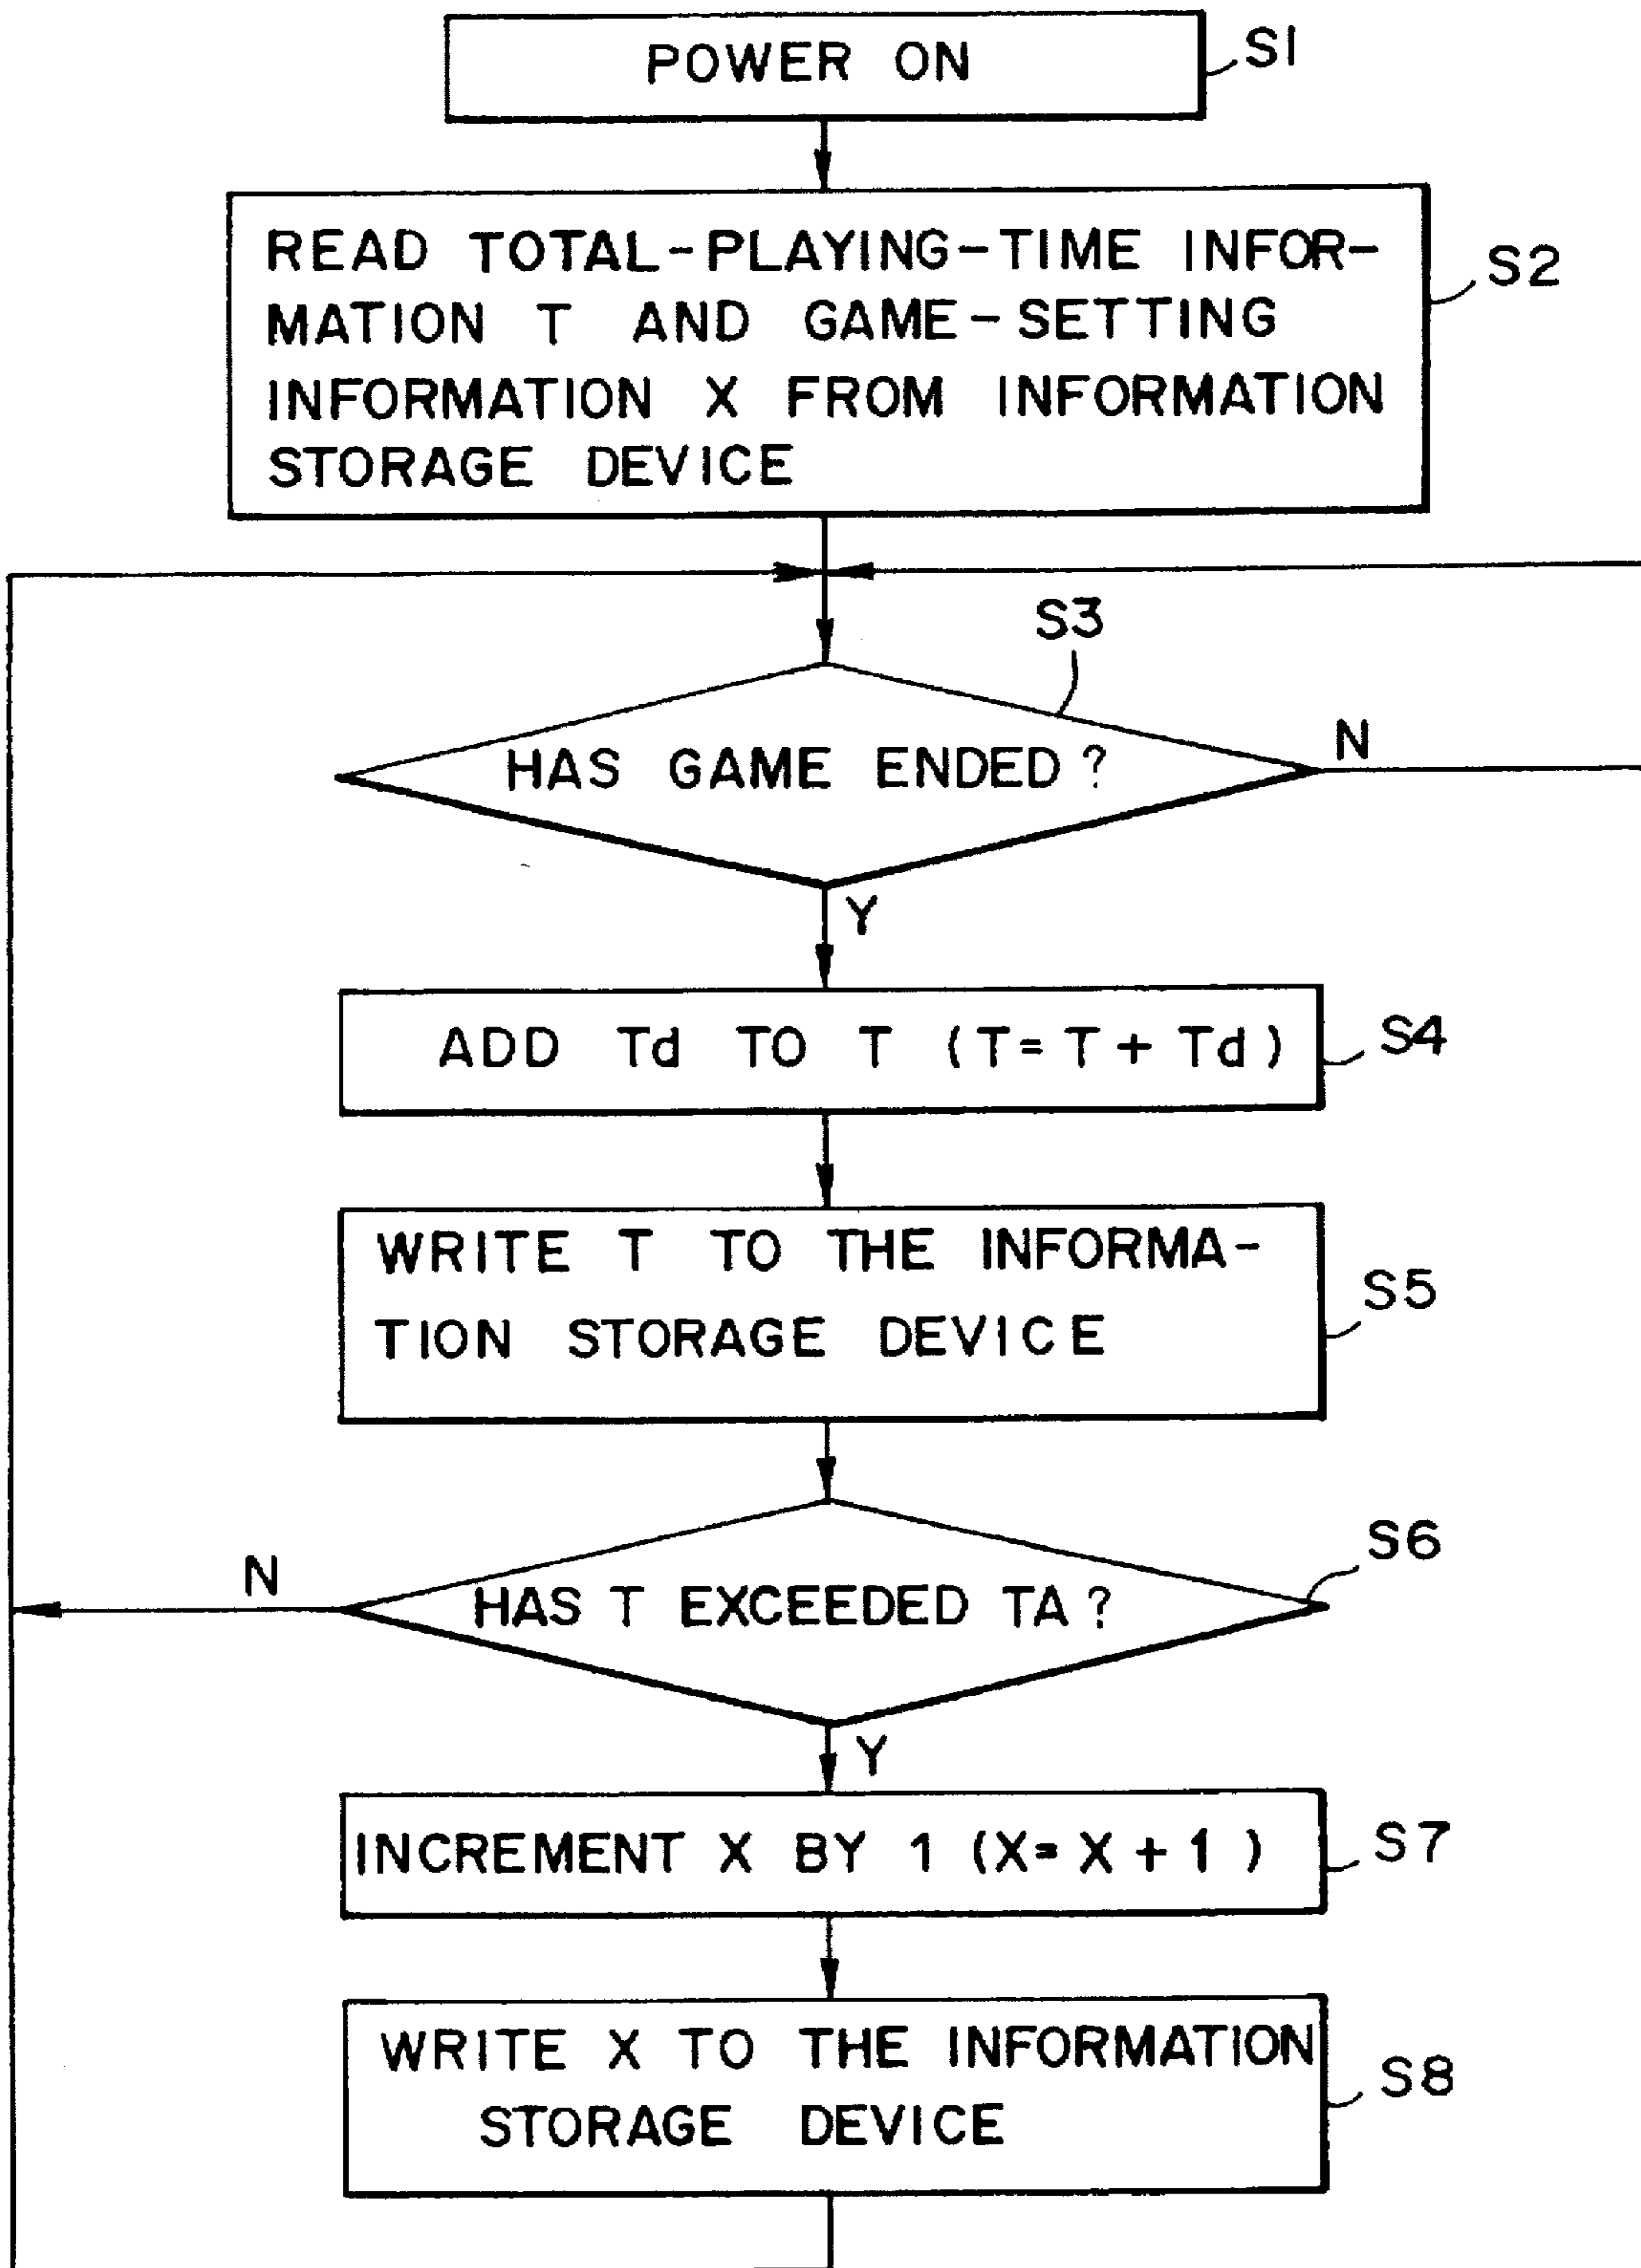 POWER ON
S1
READ TOTAL-PLAYING-TIME INFOR-
MATION T AND GAME-SETTING
INFORMATION X FROM INFORMATION
STORAGE DEVICE
S2
S3
HAS GAME ENDED ?
N
Y
ADD Td TO T (T= T + Td)
S4
WRITE T TO THE INFORMA-
TION STORAGE DEVICE
S5
S6
N
HAS T EXCEEDED TA ?
Y
INCREMENT X BY 1 (X= X + 1 )
S7
WRITE X TO THE INFORMATION
STORAGE DEVICE
S8